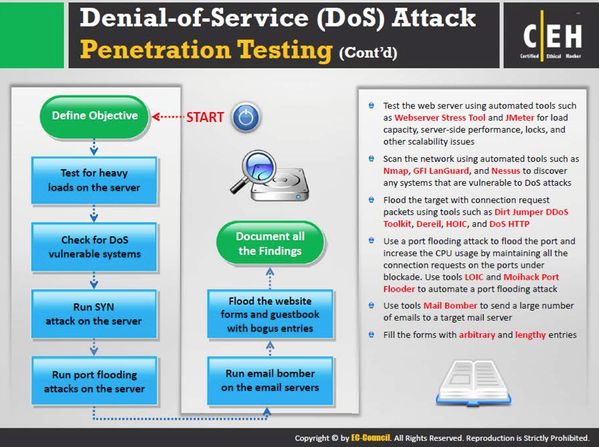 Denial-of-Service (DoS) Attack
Penetration Testing (Cont'd)
C|EH
Certified Ethical Hacker
Define Objective
START
Test for heavy
loads on the server
Check for DoS
vulnerable systems
Run SYN
attack on the server
Run port flooding
attacks on the server
Run email bomber
on the email servers
Flood the website
forms and guestbook
with bogus entries
Document all
the Findings
Test the web server using automated tools such
as Webserver Stress Tool and JMeter for load
capacity, server-side performance, locks, and
other scalability issues
Scan the network using automated tools such as
Nmap, GFI LanGuard, and Nessus to discover
any systems that are vulnerable to DoS attacks
Flood the target with connection request
packets using tools such as Dirt Jumper DDoS
Toolkit, Dereil, HOIC, and DoS HTTP
Use a port flooding attack to flood the port and
increase the CPU usage by maintaining all the
connection requests on the ports under
blockade. Use tools LOIC and Moihack Port
Flooder to automate a port flooding attack
Use tools Mail Bomber to send a large number
of emails to a target mail server
Fill the forms with arbitrary and lengthy entries
Copyright © by EG-Council. All Rights Reserved. Reproduction is Strictly Prohibited.